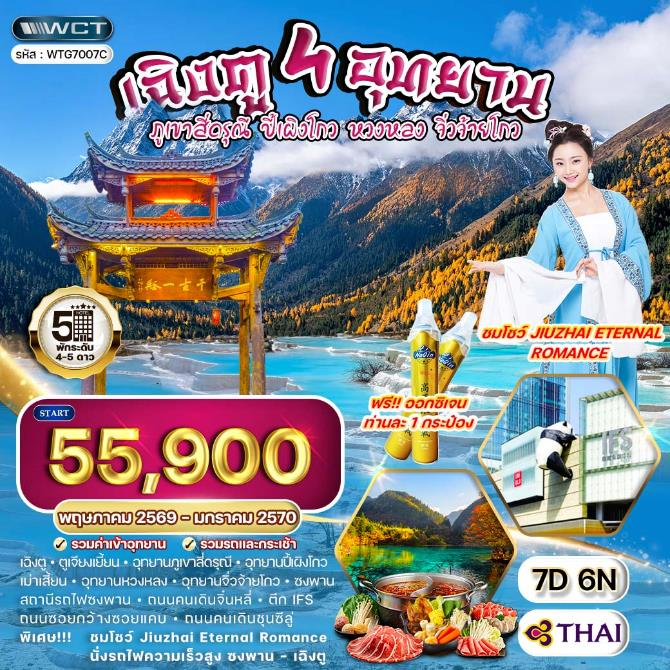 WCT
รหัส : WTG7007C
เฉิงตู 4 อุทยาน
ภูเขาสี่ดรุณี ปี้เผิงโกว หวงหลง จิ่วจ้ายโกว
5
พักระดับ
4-5 ดาว
ชมโชว์ JIUZHAI ETERNAL
ROMANCE
ฟรี!! ออกซิเจน
ท่านละ 1 กระป๋อง
IFS
START
55,900
พฤษภาคม 2569 - มกราคม 2570
รวมค่าเข้าอุทยาน รวมรถและกระเช้า
เฉิงตู • ตูเจียงเยี่ยน • อุทยานภูเขาสี่ดรุณี • อุทยานปี้เผิงโกว
เม่าเสี้ยน • อุทยานหวงหลง • อุทยานจิ่วจ้ายโกว • ซงพาน
สถานีรถไฟซงพาน • ถนนคนเดินจิ่นหลี่ • ตึก IFS
ถนนซอยกว้างซอยแคบ • ถนนคนเดินชุนซีลู่
พิเศษ!!! ชมโชว์ Jiuzhai Eternal Romance
นั่งรถไฟความเร็วสูง ซงพาน - เฉิงตู
7D 6N
THAI